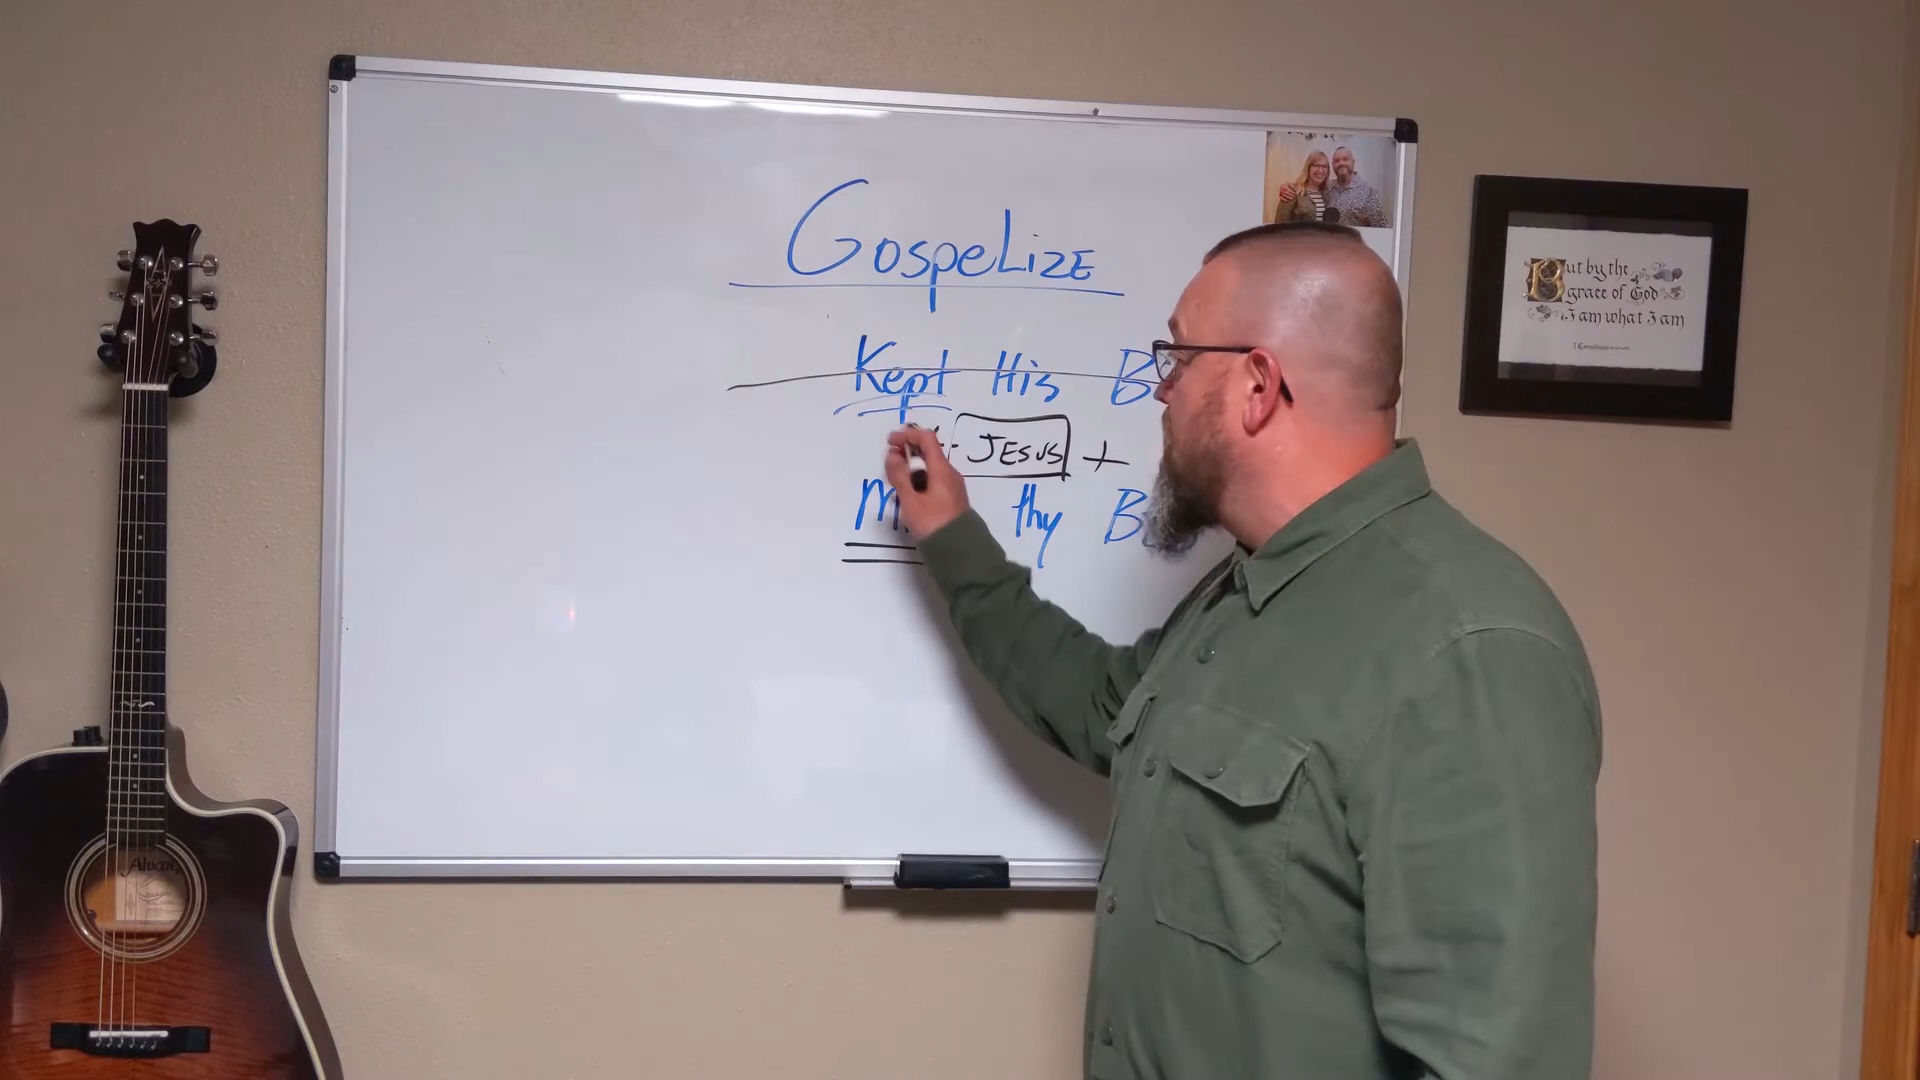 GospeLize
Kept His
JESUS +
thy
But by the
grace of God
I am what I am